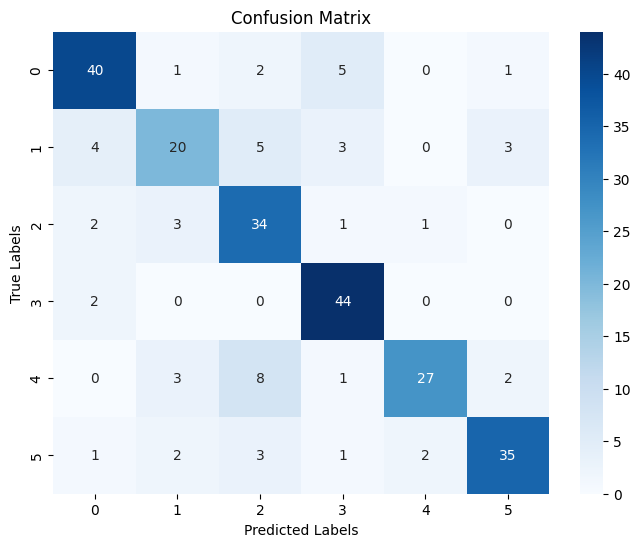 Confusion Matrix
True Labels
0 40 1 2 5 0 1
1 4 20 5 3 0 3
2 2 3 34 1 1 0
3 2 0 0 44 0 0
4 0 3 8 1 27 2
5 1 2 3 1 2 35
0 1 2 3 4 5
Predicted Labels
40
35
30
25
20
15
10
5
0